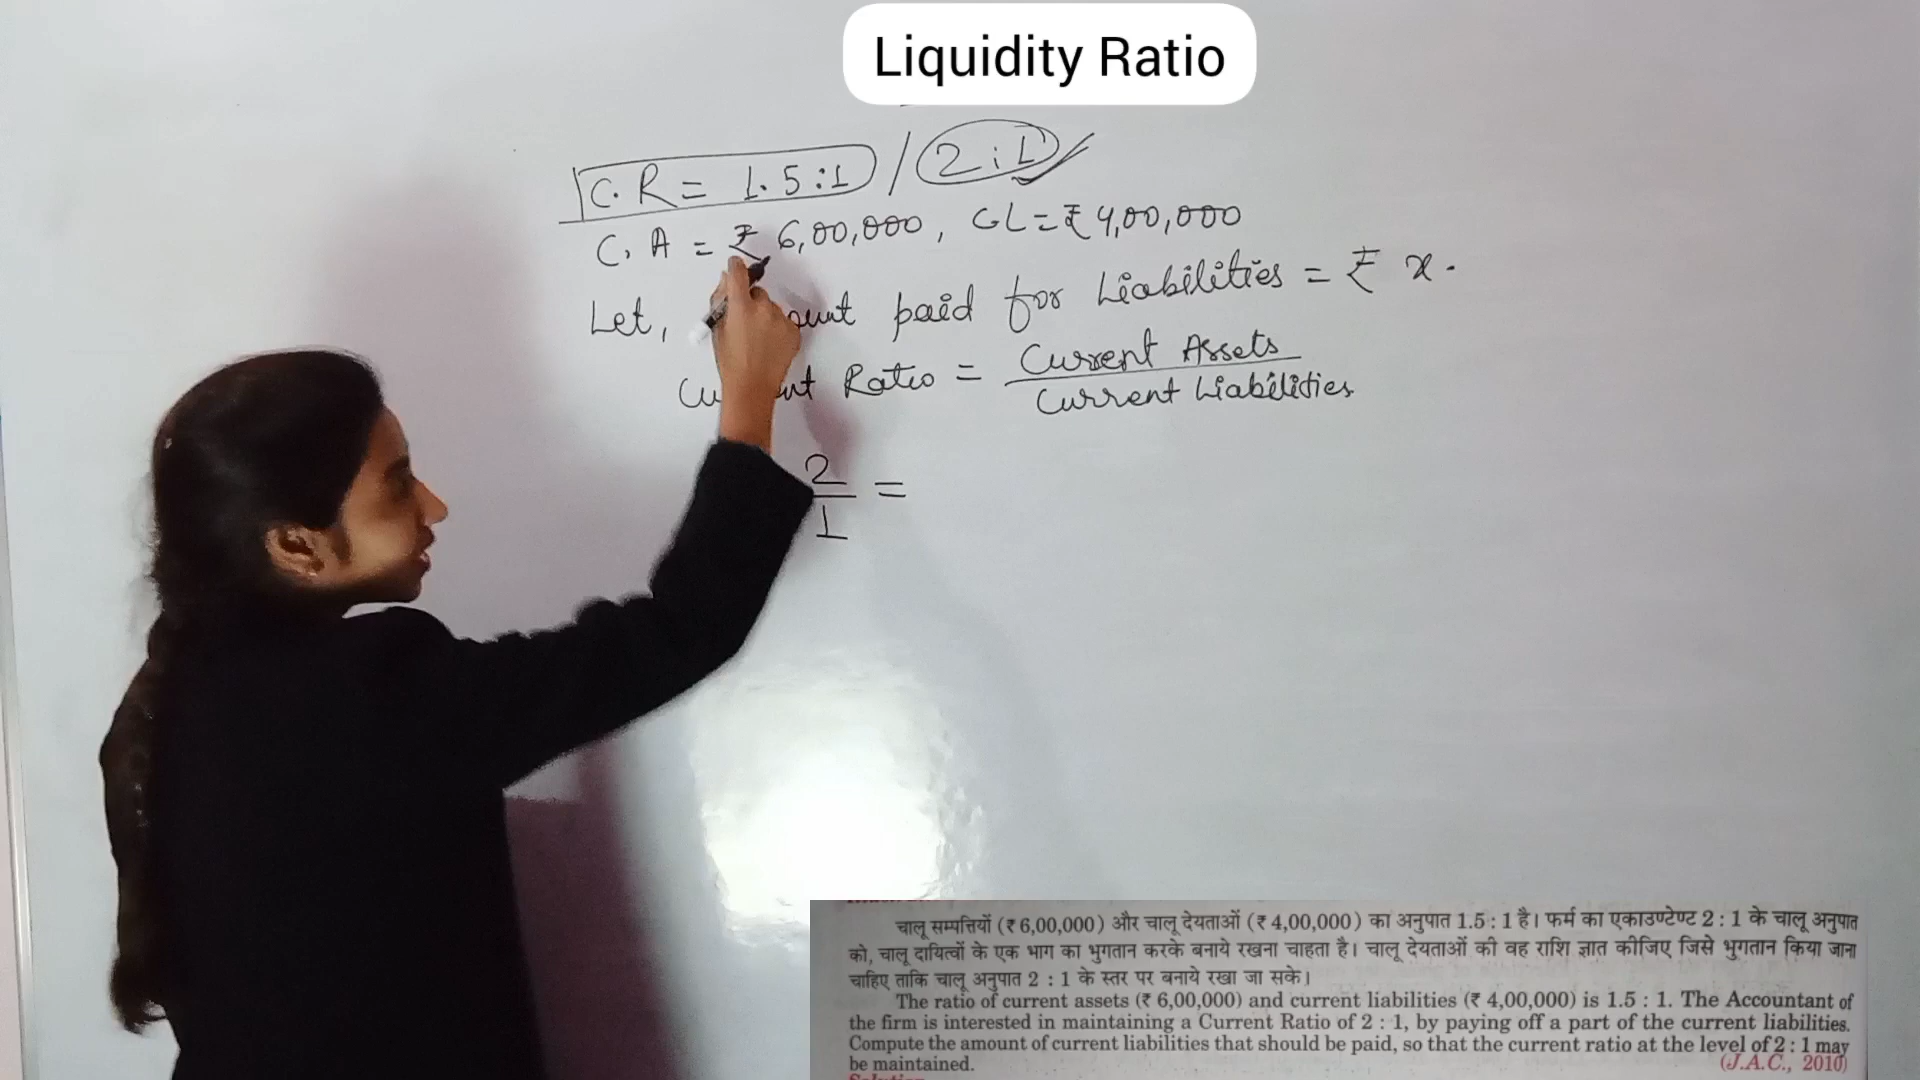 Liquidity Ratio
C.R = 1.5:1 / 2:1
C.A = ₹ 6,00,000, CL = ₹ 4,00,000
Let, paid for Liabilities = ₹ x.
Ratio = Current Assets
Current Liabilities
2 =
1
चालू सम्पत्तियों (₹ 6,00,000) और चालू देयताओं (₹ 4,00,000) का अनुपात 1.5 : 1 है। फर्म का एकाउण्टेण्ट 2 : 1 के चालू अनुपात
को, चालू दायित्वों के एक भाग का भुगतान करके बनाये रखना चाहता है। चालू देयताओं की वह राशि ज्ञात कीजिए जिसे भुगतान किया जाना
चाहिए ताकि चालू अनुपात 2 : 1 के स्तर पर बनाये रखा जा सके।
The ratio of current assets (₹ 6,00,000) and current liabilities (₹ 4,00,000) is 1.5 : 1. The Accountant of
the firm is interested in maintaining a Current Ratio of 2 : 1, by paying off a part of the current liabilities.
Compute the amount of current liabilities that should be paid, so that the current ratio at the level of 2 : 1 may
be maintained. (J.A.C., 2010)